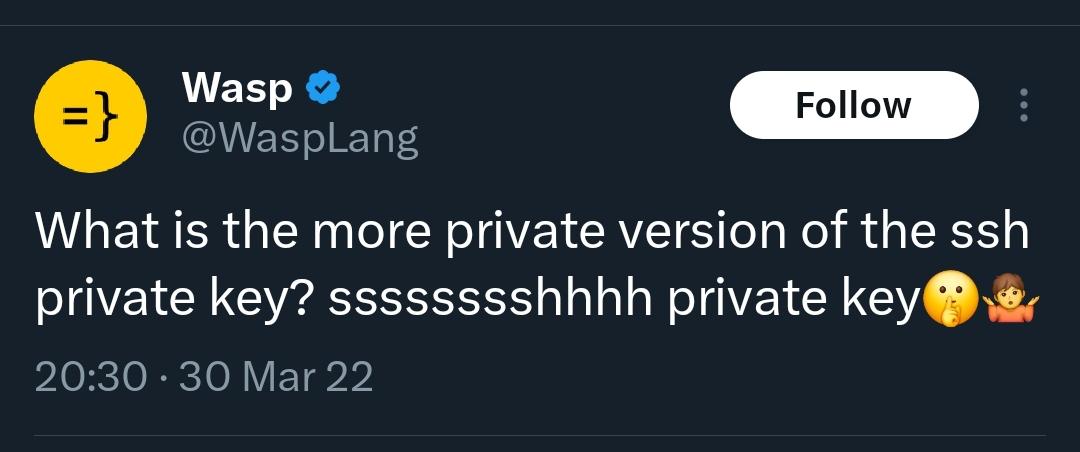 =}
Wasp
@WaspLang
Follow
What is the more private version of the ssh
private key? sssssssshhhh private key🤫🤷
20:30 · 30 Mar 22